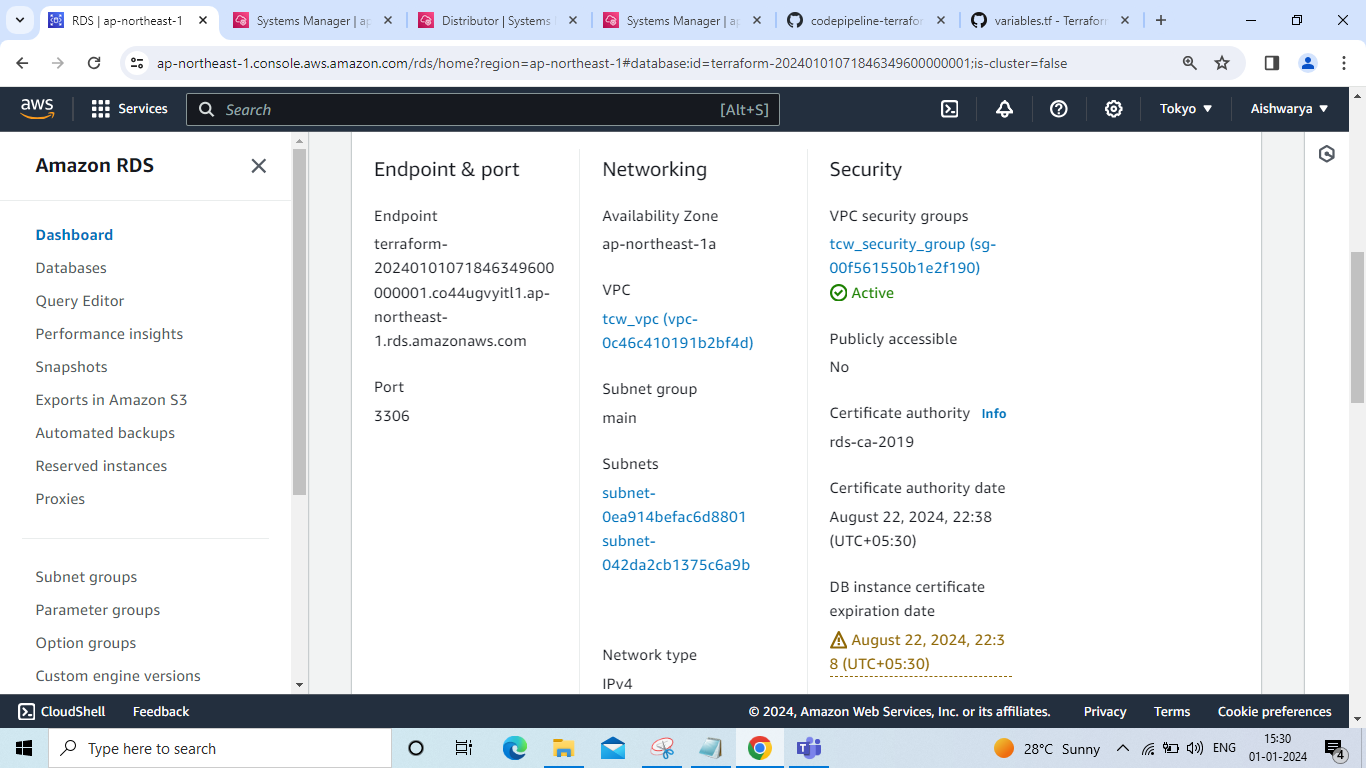 RDS | ap-northeast-1
Systems Manager | ap
Distributor | Systems
Systems Manager | ap
codepipeline-terrafor
variables.tf - Terrafor
ap-northeast-1.console.aws.amazon.com/rds/home?region=ap-northeast-1#database:id=terraform-20240101071846349600000001;is-cluster=false
aws
Services
Search
[Alt+S]
Tokyo
Aishwarya
Amazon RDS
Dashboard
Databases
Query Editor
Performance insights
Snapshots
Exports in Amazon S3
Automated backups
Reserved instances
Proxies
Subnet groups
Parameter groups
Option groups
Custom engine versions
Endpoint & port
Endpoint
terraform-
20240101071846349600
000001.co44ugvyitl1.ap-
northeast-
1.rds.amazonaws.com
Port
3306
Networking
Availability Zone
ap-northeast-1a
VPC
tcw_vpc (vpc-
0c46c410191b2bf4d)
Subnet group
main
Subnets
subnet-
0ea914befac6d8801
subnet-
042da2cb1375c6a9b
Network type
IPv4
Security
VPC security groups
tcw_security_group (sg-
00f561550b1e2f190)
Active
Publicly accessible
No
Certificate authority Info
rds-ca-2019
Certificate authority date
August 22, 2024, 22:38
(UTC+05:30)
DB instance certificate
expiration date
August 22, 2024, 22:3
8 (UTC+05:30)
CloudShell
Feedback
© 2024, Amazon Web Services, Inc. or its affiliates.
Privacy
Terms
Cookie preferences
Type here to search
28°C Sunny
ENG
15:30
01-01-2024
4